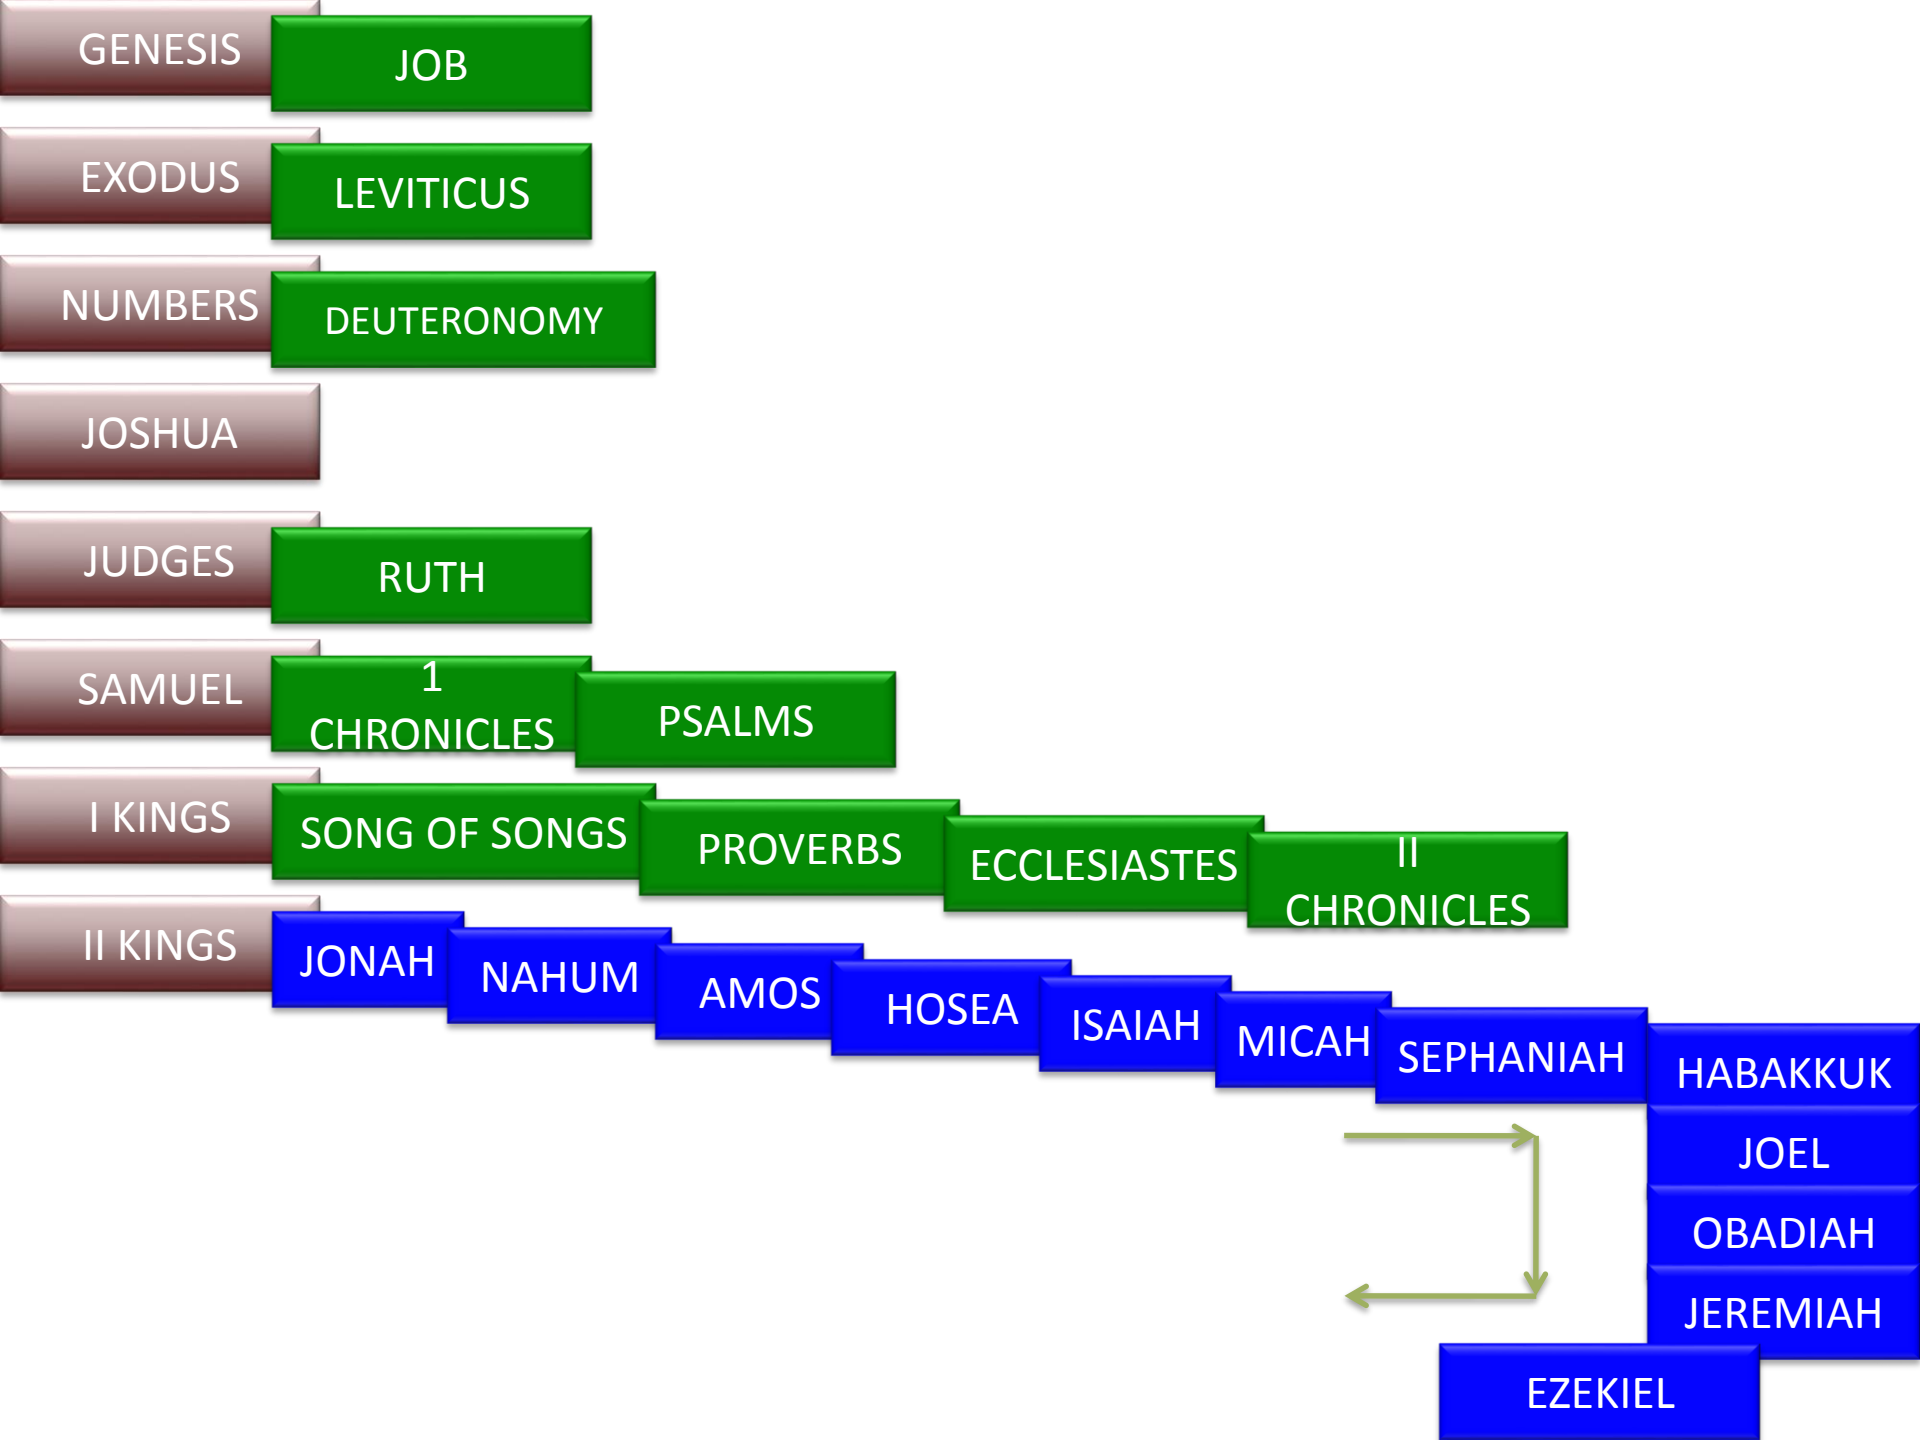 GENESIS
JOB
EXODUS
LEVITICUS
NUMBERS
DEUTERONOMY
JOSHUA
JUDGES
RUTH
SAMUEL
1
CHRONICLES
PSALMS
I KINGS
SONG OF SONGS
PROVERBS
ECCLESIASTES
II
CHRONICLES
II KINGS
JONAH
NAHUM
AMOS
HOSEA
ISAIAH
MICAH
SEPHANIAH
HABAKKUK
JOEL
OBADIAH
JEREMIAH
EZEKIEL